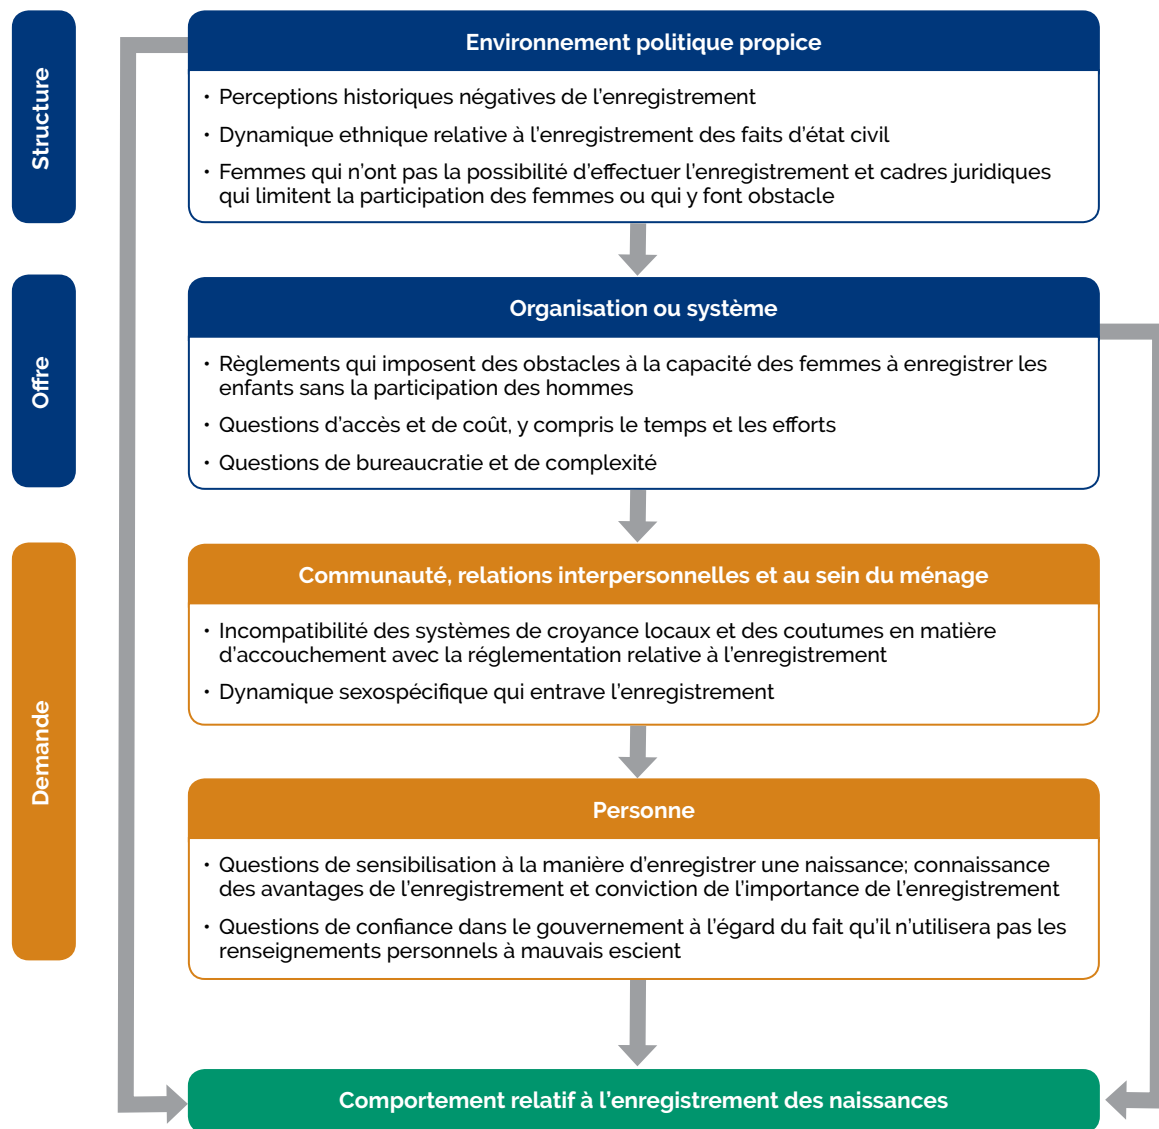 Structure
Environnement politique propice
· Perceptions historiques négatives de l’enregistrement
· Dynamique ethnique relative à l’enregistrement des faits d’état civil
· Femmes qui n’ont pas la possibilité d’effectuer l’enregistrement et cadres juridiques
qui limitent la participation des femmes ou qui y font obstacle
Offre
Organisation ou système
· Règlements qui imposent des obstacles à la capacité des femmes à enregistrer les
enfants sans la participation des hommes
· Questions d’accès et de coût, y compris le temps et les efforts
· Questions de bureaucratie et de complexité
Demande
Communauté, relations interpersonnelles et au sein du ménage
· Incompatibilité des systèmes de croyance locaux et des coutumes en matière
d’accouchement avec la réglementation relative à l’enregistrement
· Dynamique sexospécifique qui entrave l’enregistrement
Personne
· Questions de sensibilisation à la manière d’enregistrer une naissance; connaissance
des avantages de l’enregistrement et conviction de l’importance de l’enregistrement
· Questions de confiance dans le gouvernement à l’égard du fait qu’il n’utilisera pas les
renseignements personnels à mauvais escient
Comportement relatif à l’enregistrement des naissances